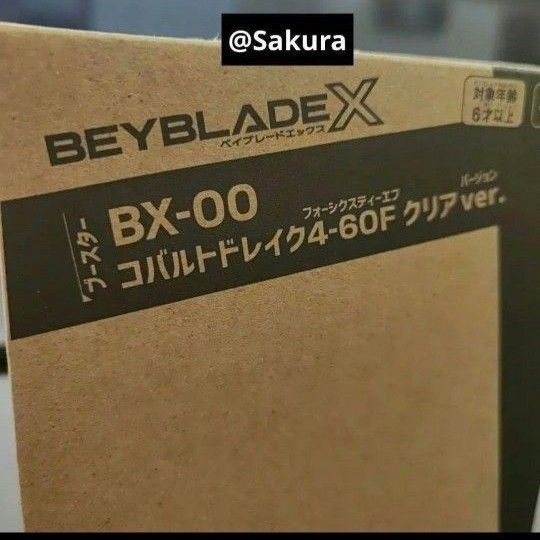 @Sakura
BEYBLADE X
ベイブレードエックス
対象年齢
6才以上
ブースター
BX-00
フォーシクスティーエフ
バージョン
コバルトドレイク4-60F クリアver.